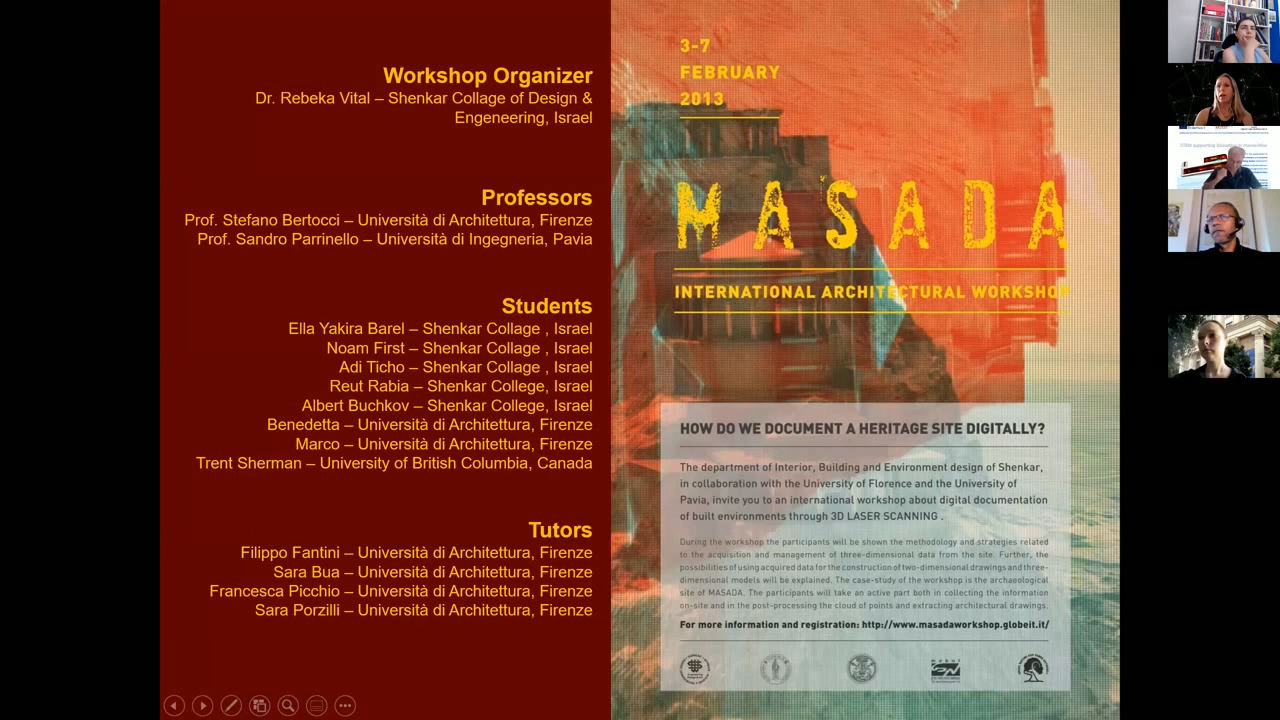 Workshop Organizer
Dr. Rebeka Vital – Shenkar Collage of Design &
Engeneering, Israel
Professors
Prof. Stefano Bertocci – Università di Architettura, Firenze
Prof. Sandro Parrinello – Università di Ingegneria, Pavia
Students
Ella Yakira Barel – Shenkar Collage , Israel
Noam First – Shenkar Collage , Israel
Adi Ticho – Shenkar Collage , Israel
Reut Rabia – Shenkar College, Israel
Albert Buchkov – Shenkar College, Israel
Benedetta – Università di Architettura, Firenze
Marco – Università di Architettura, Firenze
Trent Sherman – University of British Columbia, Canada
Tutors
Filippo Fantini – Università di Architettura, Firenze
Sara Bua – Università di Architettura, Firenze
Francesca Picchio – Università di Architettura, Firenze
Sara Porzilli – Università di Architettura, Firenze
3-7
FEBRUARY
2013
MASADA
INTERNATIONAL ARCHITECTURAL WORKSHOP
HOW DO WE DOCUMENT A HERITAGE SITE DIGITALLY?
The department of Interior, Building and Environment design of Shenkar,
in collaboration with the University of Florence and the University of
Pavia, invite you to an international workshop about digital documentation
of built environments through 3D LASER SCANNING .
During the workshop the participants will be shown the methodology and strategies related
to the acquisition and management of three-dimensional data from the site. Further, the
possibilities of using acquired data for the construction of two-dimensional drawings and three-
dimensional models will be explained. The case-study of the workshop is the archaeological
site of MASADA. The participants will take an active part both in collecting the information
on-site and in the post-processing the cloud of points and extracting architectural drawings.
For more information and registration: http://www.masadaworkshop.globeit.it/